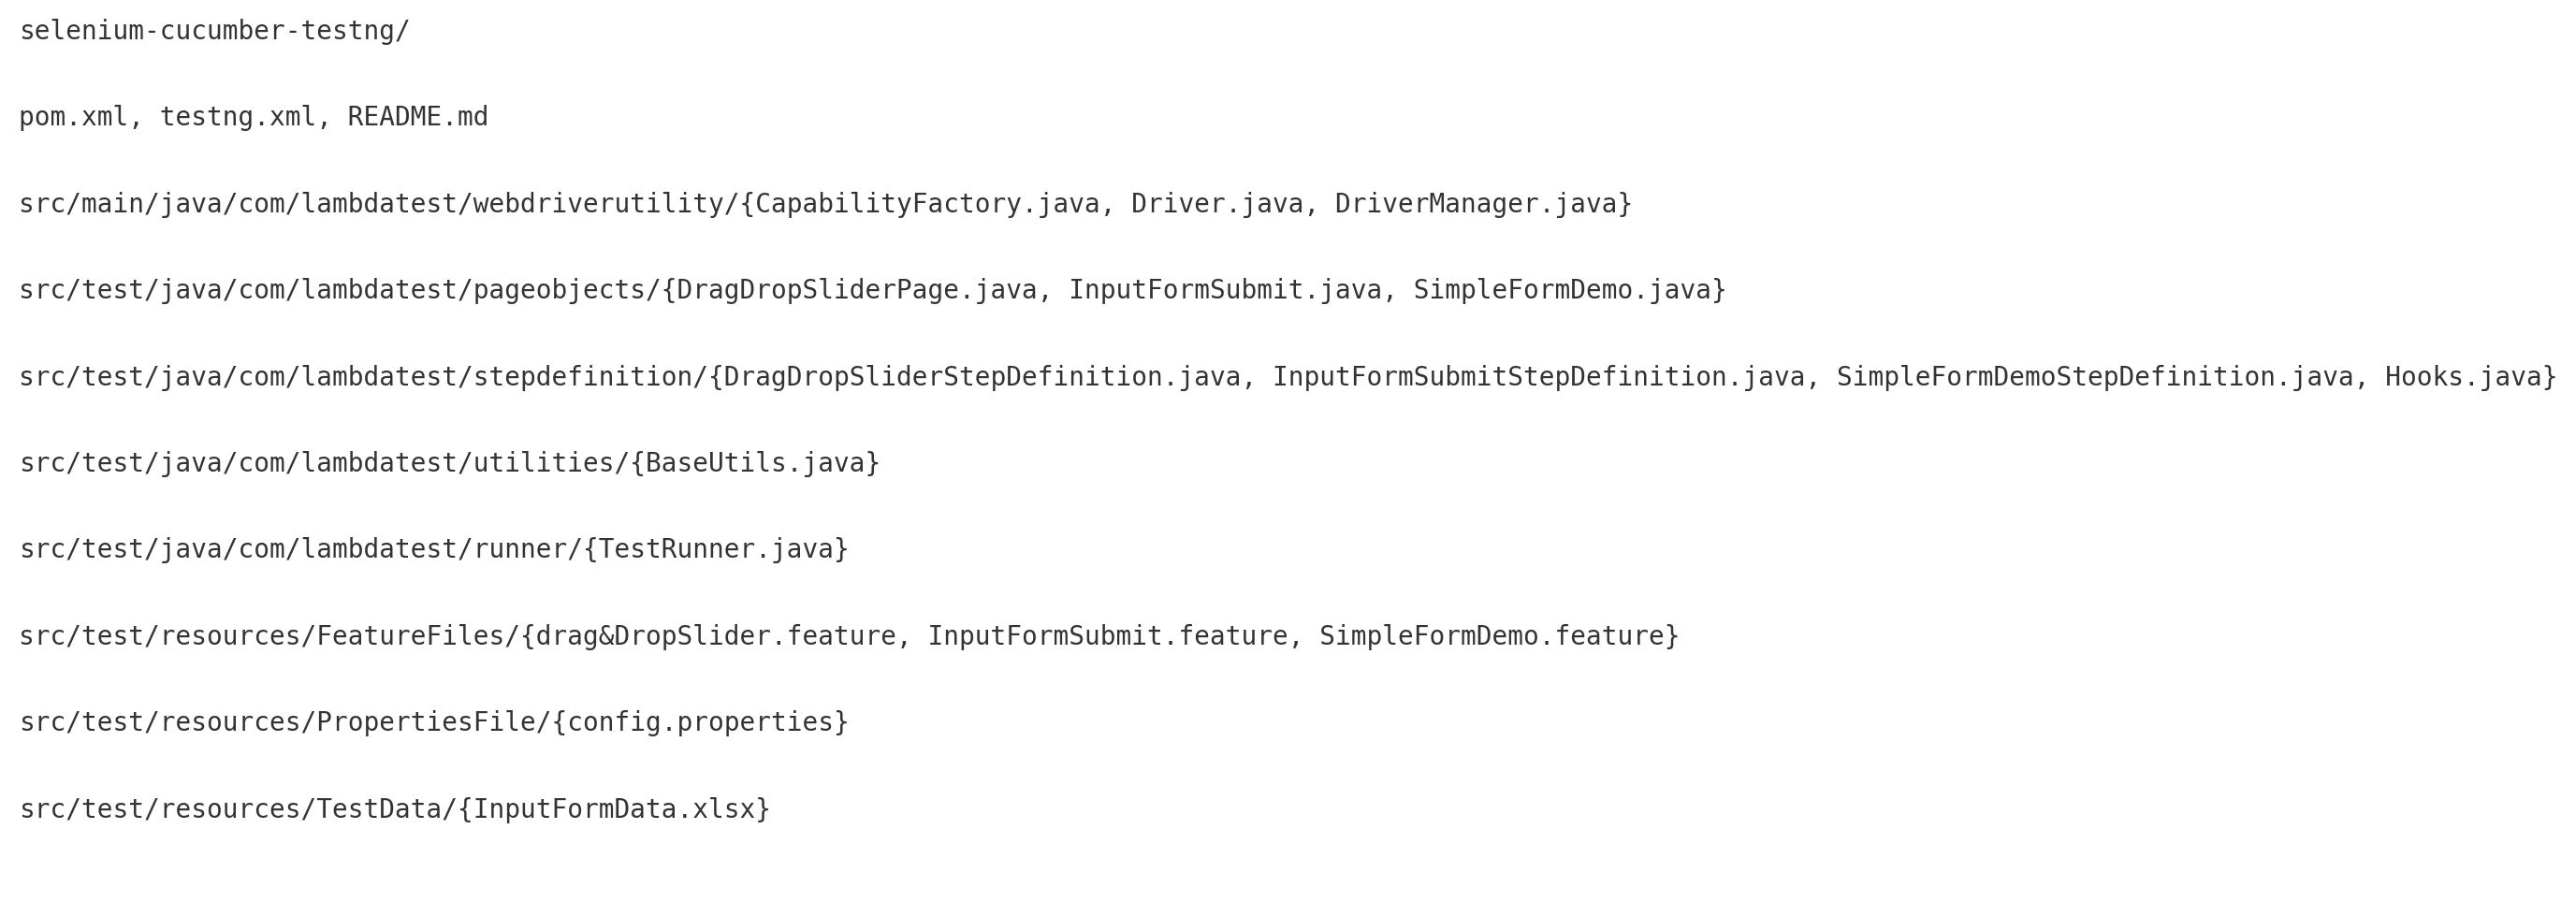 selenium-cucumber-testng/
pom.xml, testng.xml, README.md
src/main/java/com/lambdatest/webdriverutility/{CapabilityFactory.java, Driver.java, DriverManager.java}
src/test/java/com/lambdatest/pageobjects/{DragDropSliderPage.java, InputFormSubmit.java, SimpleFormDemo.java}
src/test/java/com/lambdatest/stepdefinition/{DragDropSliderStepDefinition.java, InputFormSubmitStepDefinition.java, SimpleFormDemoStepDefinition.java, Hooks.java}
src/test/java/com/lambdatest/utilities/{BaseUtils.java}
src/test/java/com/lambdatest/runner/{TestRunner.java}
src/test/resources/FeatureFiles/{drag&DropSlider.feature, InputFormSubmit.feature, SimpleFormDemo.feature}
src/test/resources/PropertiesFile/{config.properties}
src/test/resources/TestData/{InputFormData.xlsx}